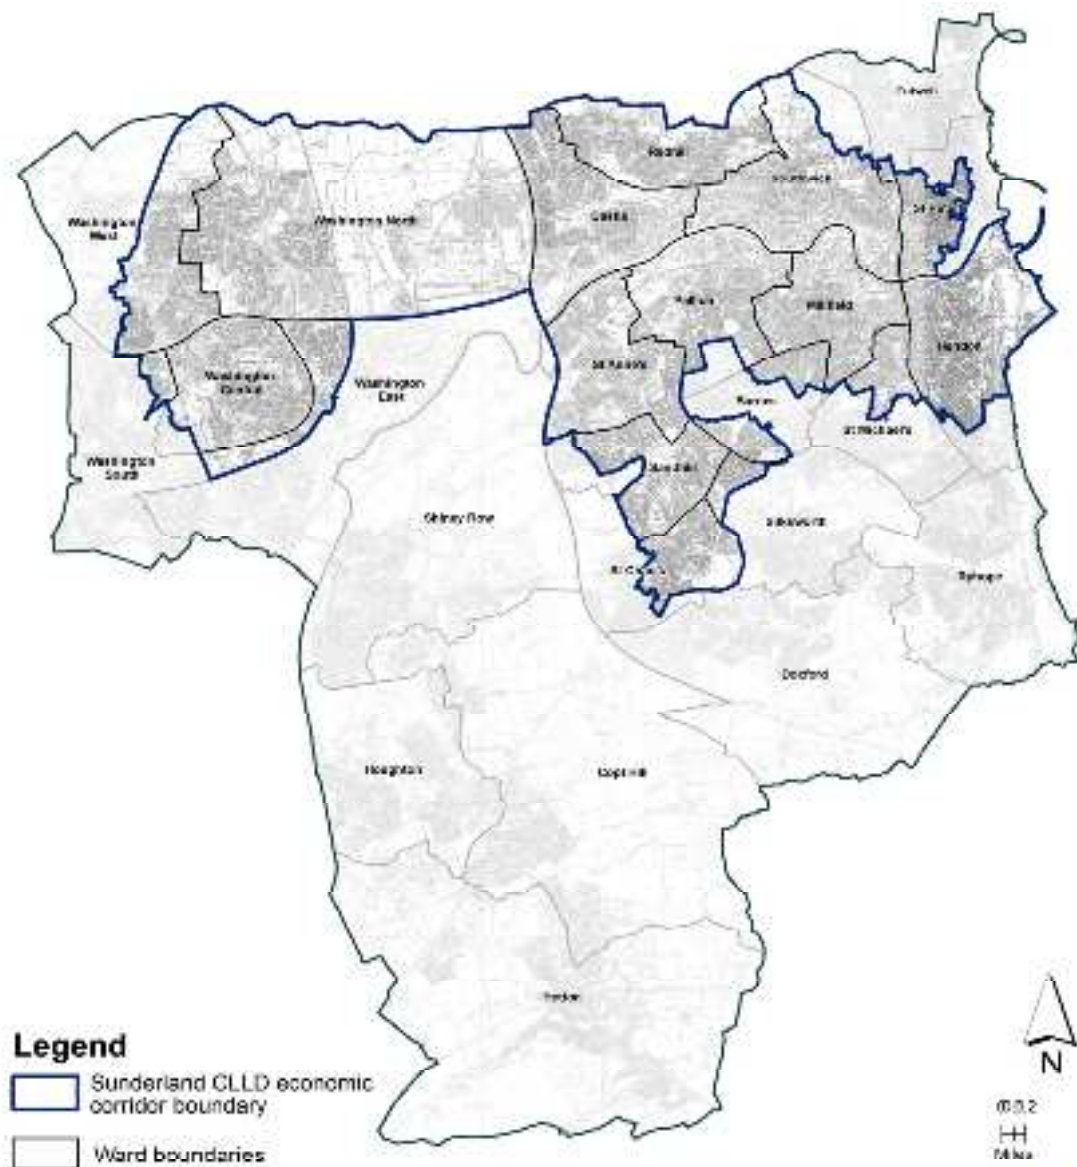 Redhill
Southwick
Washington
West
Washington North
Castle
Pallion
Millfield
Hendon
St Anne's
Washington
Central
Washington
East
Barnes
St Michael's
Washington
South
Sandhill
Shiney Row
Silksworth
St Chad's
Ryhope
Doxford
Houghton
Copt Hill
Hetton
N
Legend
Sunderland CLLD economic
corridor boundary
Ward boundaries
Miles